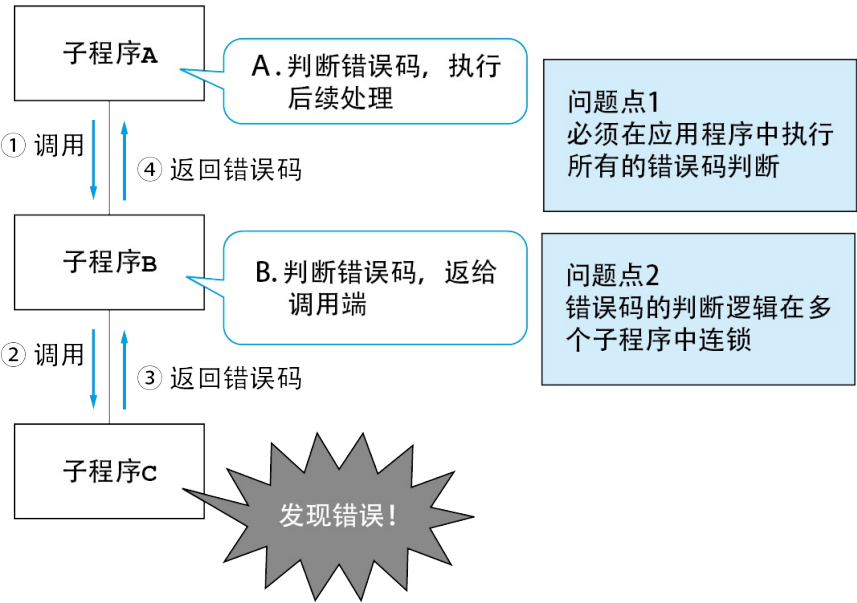 子程序A
A.判断错误码，执行
后续处理
问题点1
必须在应用程序中执行
所有的错误码判断
① 调用
④ 返回错误码
子程序B
B.判断错误码，返给
调用端
问题点2
错误码的判断逻辑在多
个子程序中连锁
② 调用
③ 返回错误码
子程序C
发现错误！